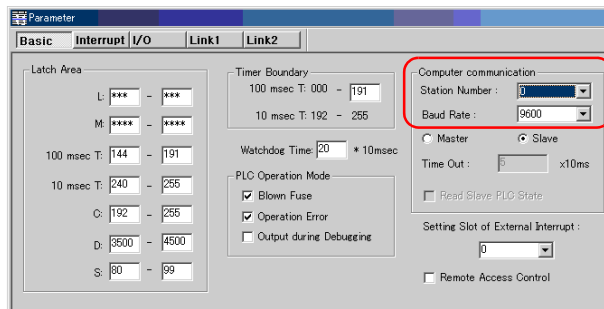 Parameter
Basic Interrupt I/O Link1 Link2
Latch Area
L: *** - ***
M: **** - ****
100 msec T: 144 - 191
10 msec T: 240 - 255
C: 192 - 255
D: 3500 - 4500
S: 80 - 99
Timer Boundary
100 msec T: 000 - 191
10 msec T: 192 - 255
Watchdog Time: 20 * 10msec
PLC Operation Mode
Blown Fuse
Operation Error
Output during Debugging
Computer communication
Station Number : 0
Baud Rate : 9600
Master Slave
Time Out : 5 x10ms
Read Slave PLC State
Setting Slot of External Interrupt :
0
Remote Access Control